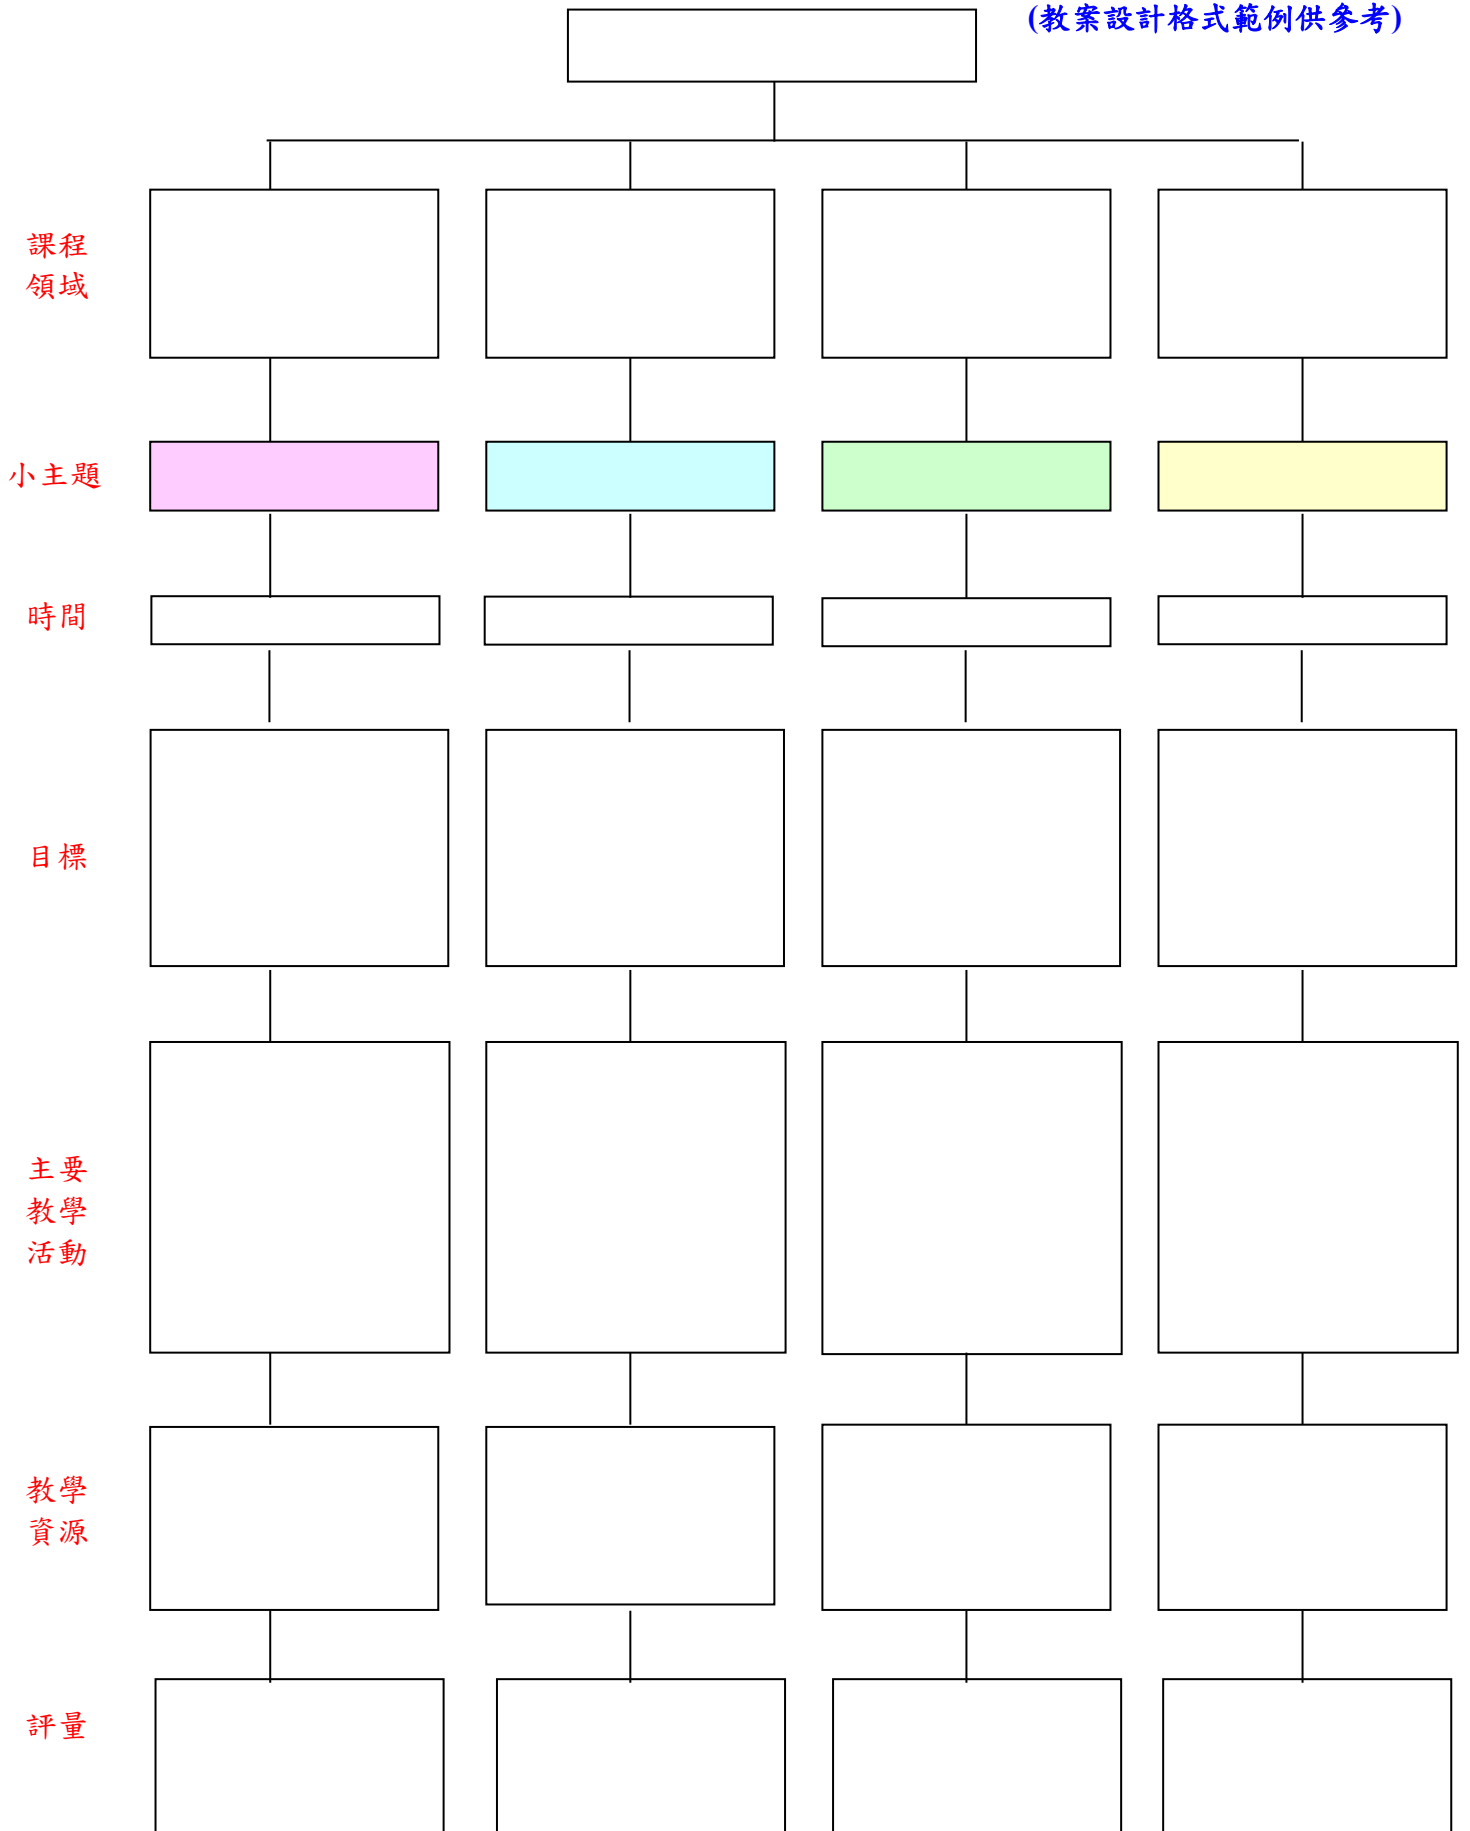 (教案設計格式範例供參考)
課程
領域
小主題
時間
目標
主要
教學
活動
教學
資源
評量